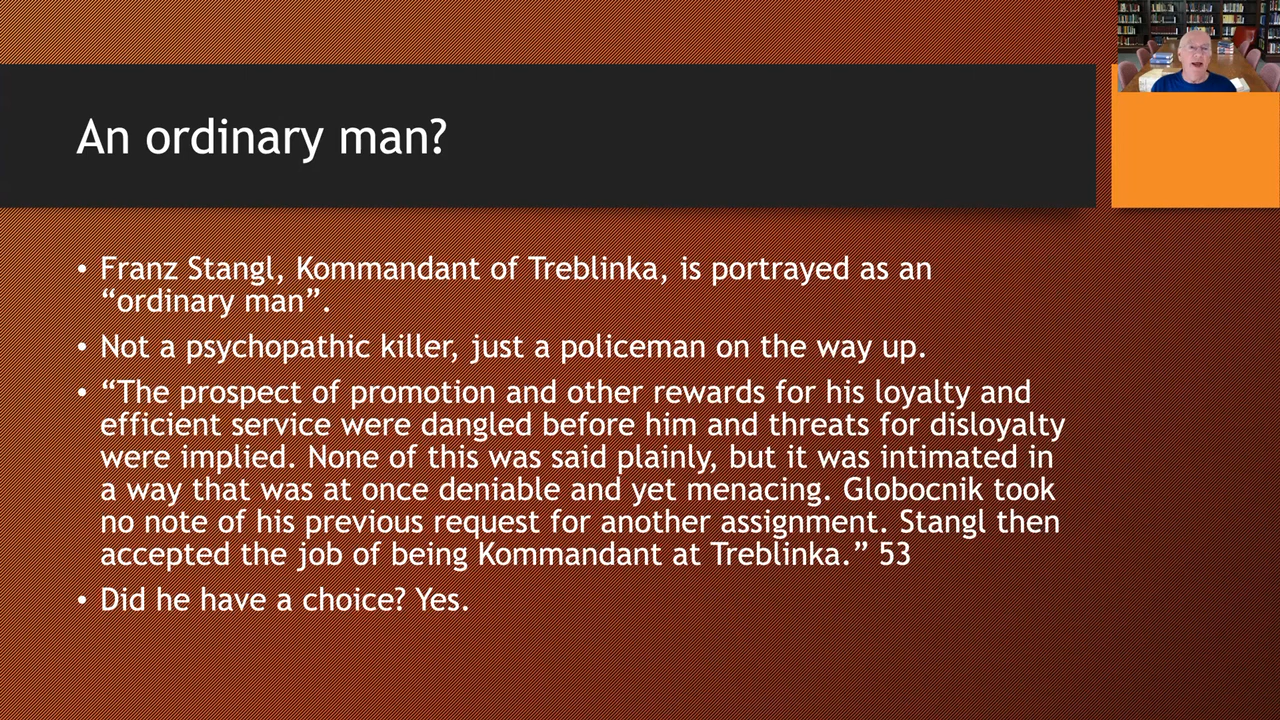 An ordinary man?
• Franz Stangl, Kommandant of Treblinka, is portrayed as an
“ordinary man”.
• Not a psychopathic killer, just a policeman on the way up.
• “The prospect of promotion and other rewards for his loyalty and
efficient service were dangled before him and threats for disloyalty
were implied. None of this was said plainly, but it was intimated in
a way that was at once deniable and yet menacing. Globocnik took
no note of his previous request for another assignment. Stangl then
accepted the job of being Kommandant at Treblinka.” 53
• Did he have a choice? Yes.